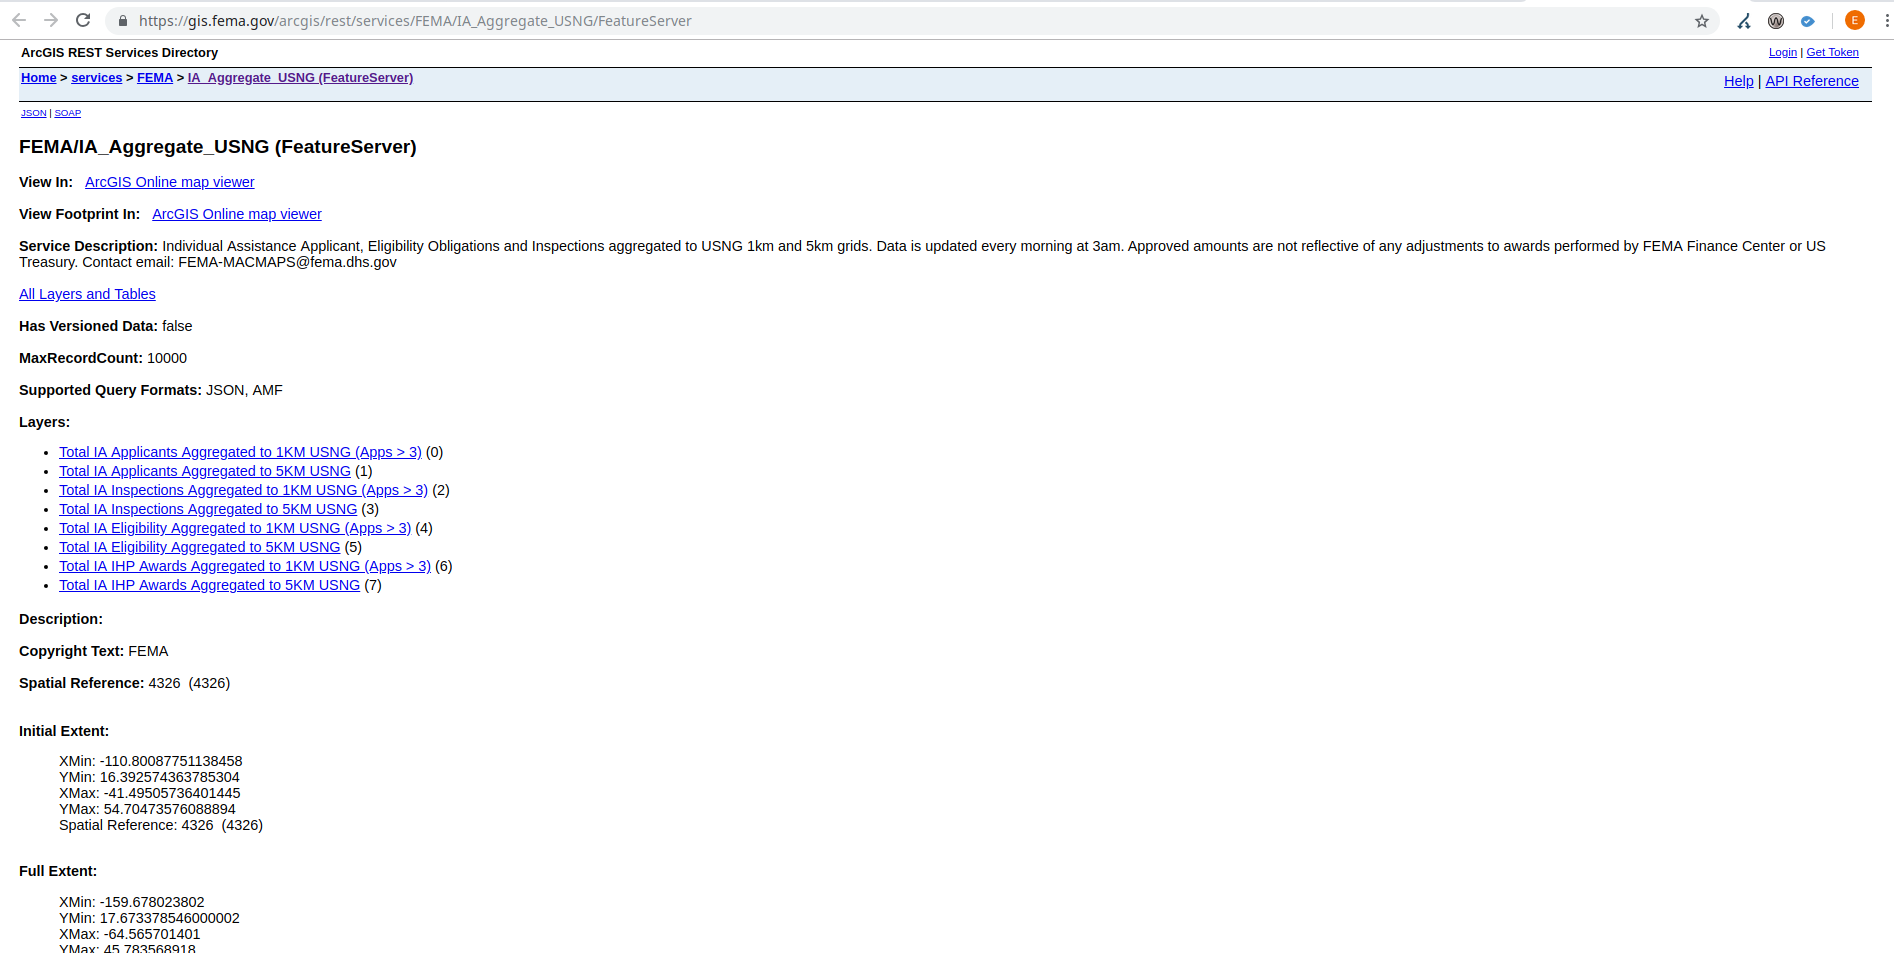 https://gis.fema.gov/arcgis/rest/services/FEMA/IA_Aggregate_USNG/FeatureServer
E
ArcGIS REST Services Directory
Login | Get Token
Home > services > FEMA > IA_Aggregate_USNG (FeatureServer)
Help | API Reference
JSON | SOAP
FEMA/IA_Aggregate_USNG (FeatureServer)
View In: ArcGIS Online map viewer
View Footprint In: ArcGIS Online map viewer
Service Description: Individual Assistance Applicant, Eligibility Obligations and Inspections aggregated to USNG 1km and 5km grids. Data is updated every morning at 3am. Approved amounts are not reflective of any adjustments to awards performed by FEMA Finance Center or US
Treasury. Contact email: FEMA-MACMAPS@fema.dhs.gov
All Layers and Tables
Has Versioned Data: false
MaxRecordCount: 10000
Supported Query Formats: JSON, AMF
Layers:
• Total IA Applicants Aggregated to 1KM USNG (Apps > 3) (0)
• Total IA Applicants Aggregated to 5KM USNG (1)
• Total IA Inspections Aggregated to 1KM USNG (Apps > 3) (2)
• Total IA Inspections Aggregated to 5KM USNG (3)
• Total IA Eligibility Aggregated to 1KM USNG (Apps > 3) (4)
• Total IA Eligibility Aggregated to 5KM USNG (5)
• Total IA IHP Awards Aggregated to 1KM USNG (Apps > 3) (6)
• Total IA IHP Awards Aggregated to 5KM USNG (7)
Description:
Copyright Text: FEMA
Spatial Reference: 4326 (4326)
Initial Extent:
XMin: -110.80087751138458
YMin: 16.392574363785304
XMax: -41.49505736401445
YMax: 54.70473576088894
Spatial Reference: 4326 (4326)
Full Extent:
XMin: -159.678023802
YMin: 17.673378546000002
XMax: -64.565701401
YMax: 45.783568918